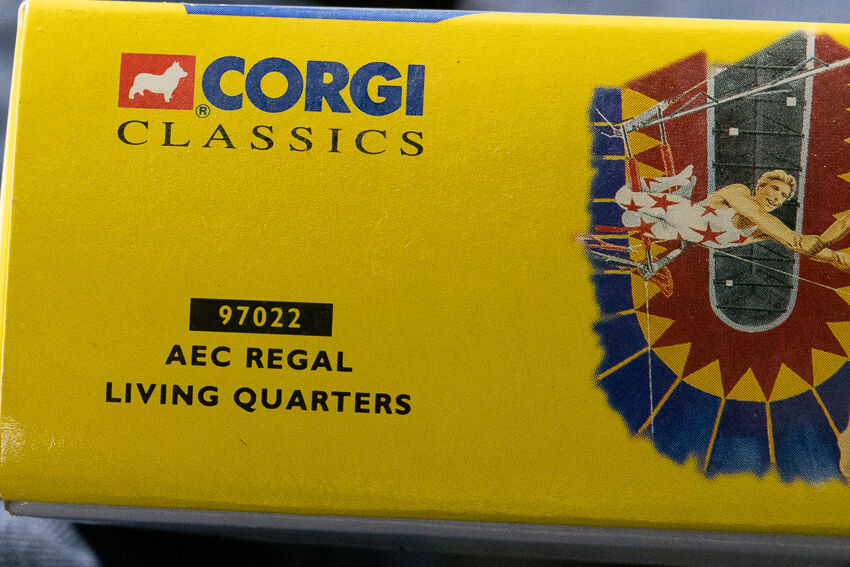 CORGI
®
CLASSICS
97022
AEC REGAL
LIVING QUARTERS